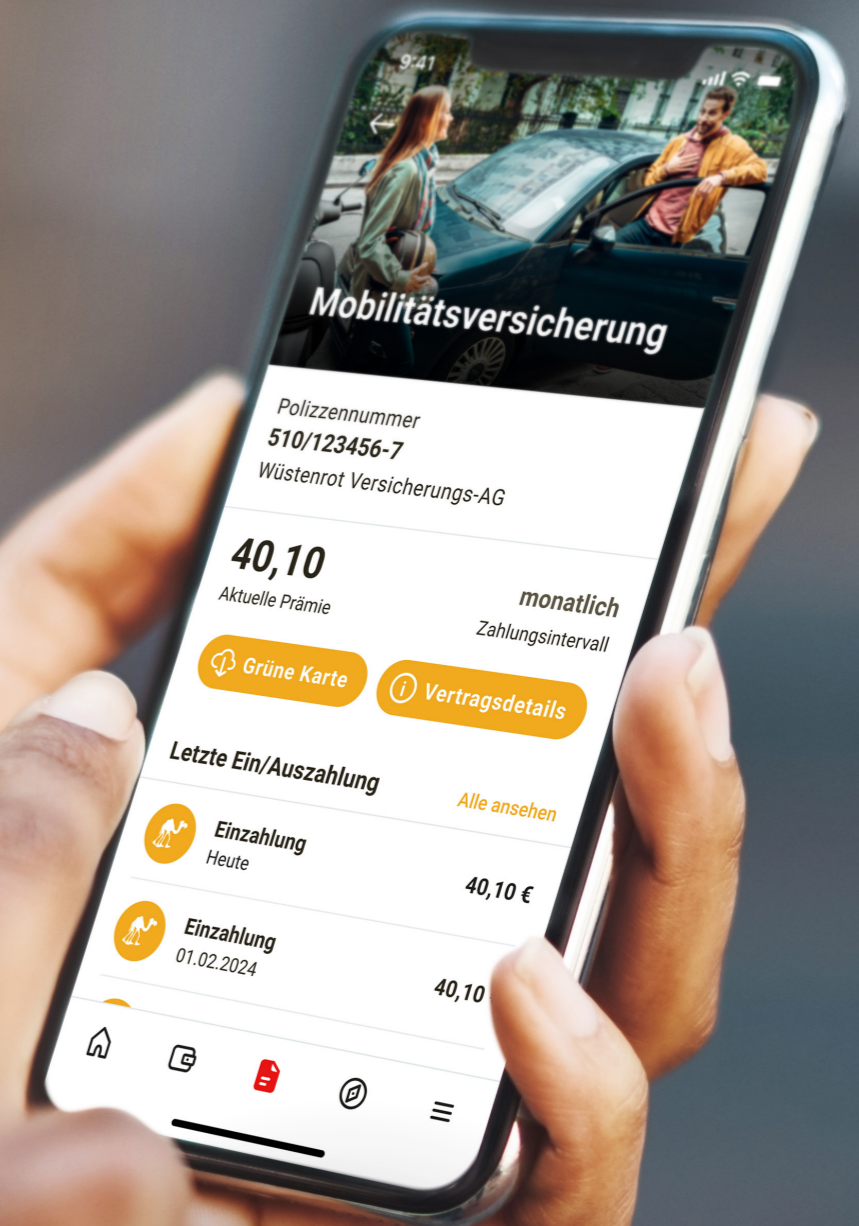 9:41
Mobilitätsversicherung
Polizzennummer
510/123456-7
Wüstenrot Versicherungs-AG
40,10
Aktuelle Prämie
monatlich
Zahlungsintervall
Grüne Karte
Vertragsdetails
Letzte Ein/Auszahlung
Alle ansehen
Einzahlung
Heute
40,10 €
Einzahlung
01.02.2024
40,10